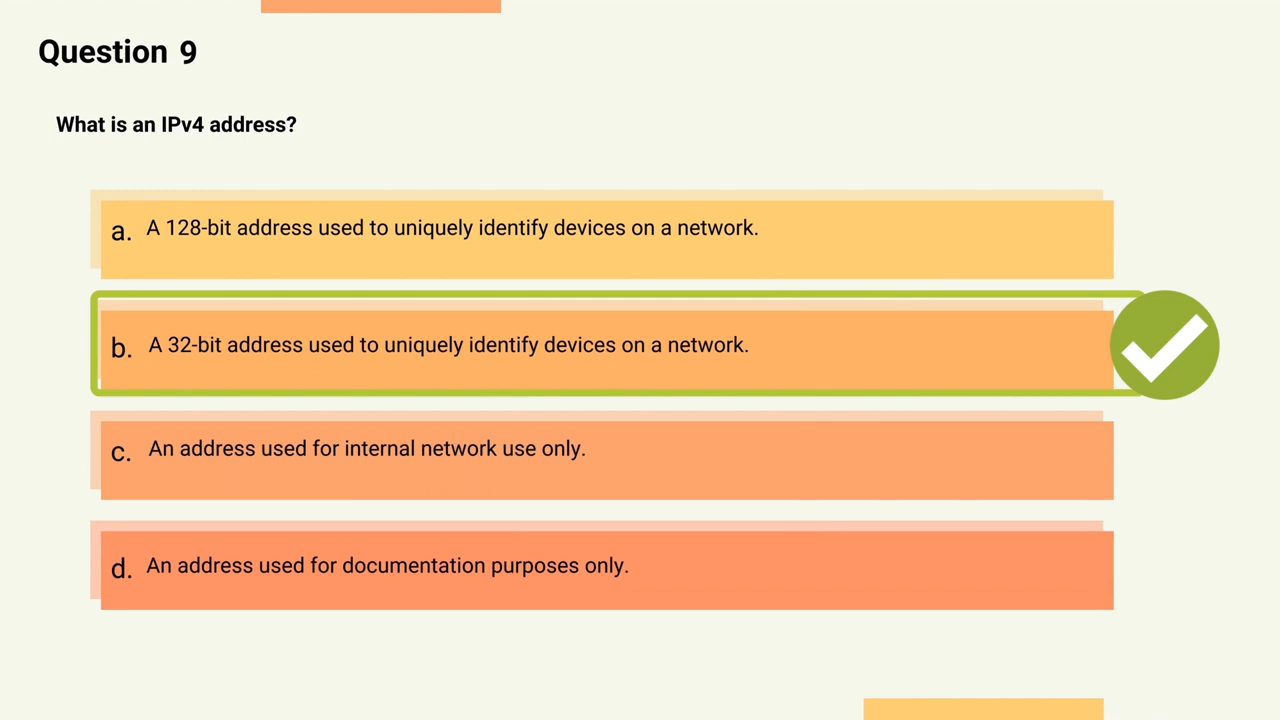 Question 9
What is an IPv4 address?
a. A 128-bit address used to uniquely identify devices on a network.
b. A 32-bit address used to uniquely identify devices on a network.
c. An address used for internal network use only.
d. An address used for documentation purposes only.